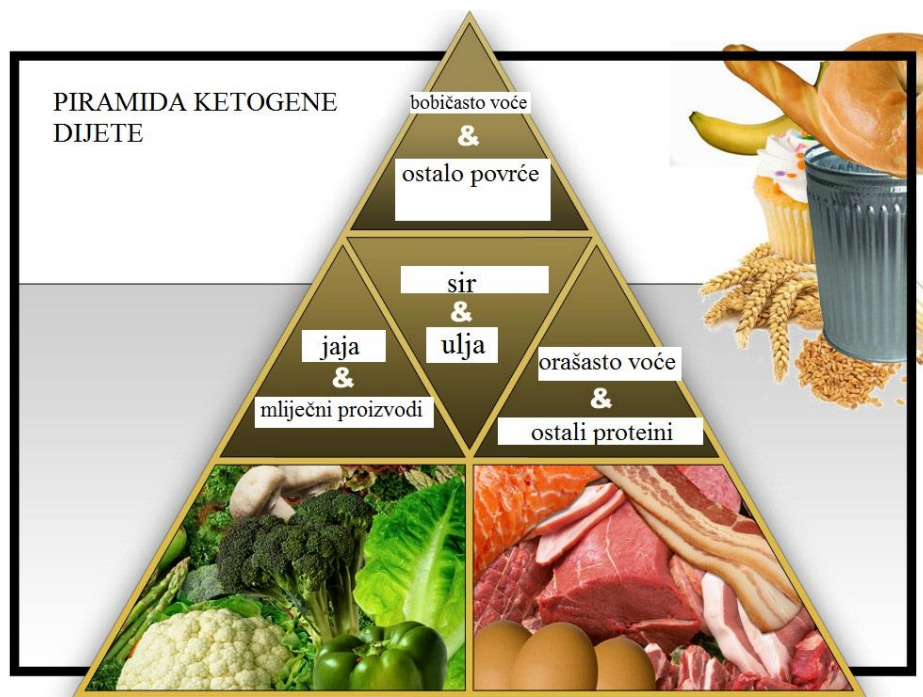 PIRAMIDA KETOGENE
DIJETE
bobičasto voće
&
ostalo povrće
sir
&
ulja
jaja
&
mliječni proizvodi
orašasto voće
&
ostali proteini